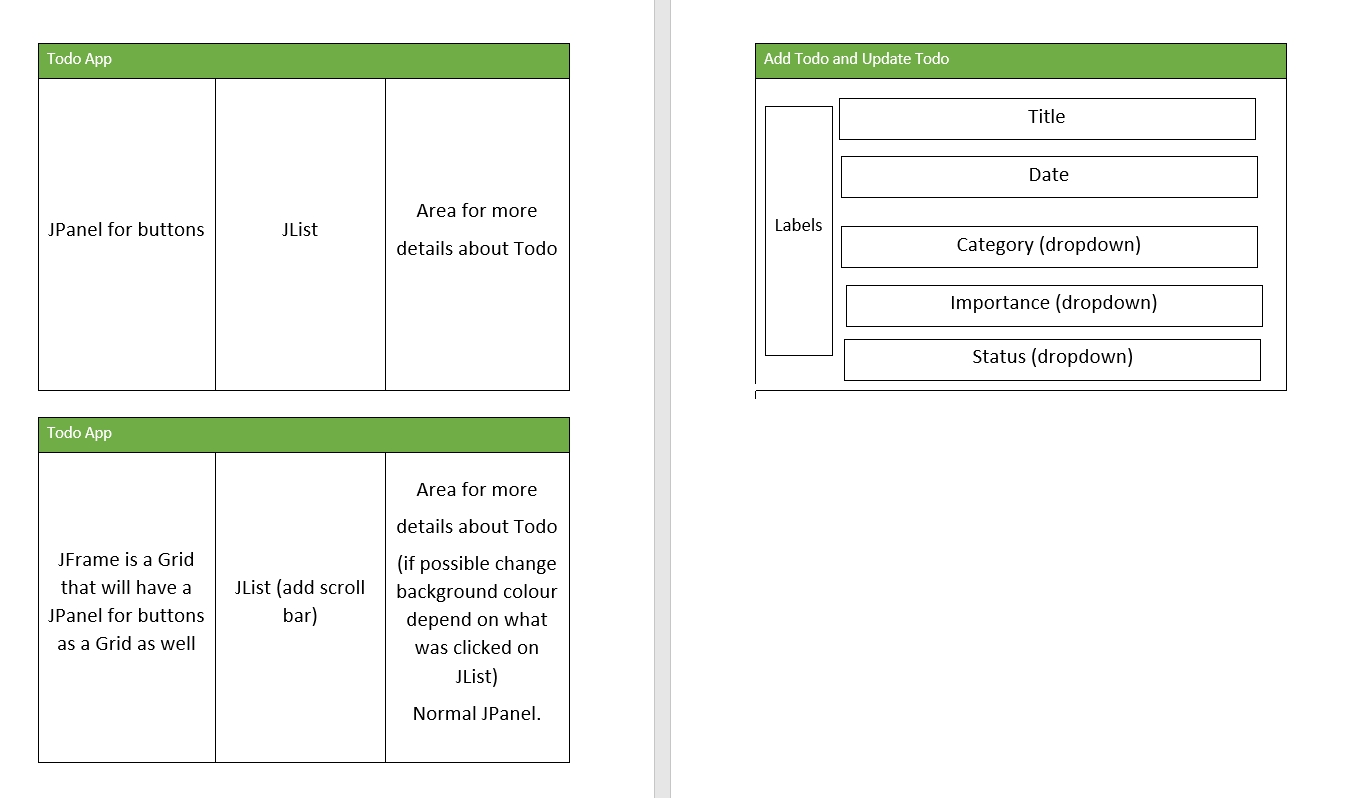 Todo App
JPanel for buttons
JList
Area for more
details about Todo
Todo App
JFrame is a Grid
that will have a
JPanel for buttons
as a Grid as well
JList (add scroll
bar)
Area for more
details about Todo
(if possible change
background colour
depend on what
was clicked on
JList)
Normal JPanel.
Add Todo and Update Todo
Labels
Title
Date
Category (dropdown)
Importance (dropdown)
Status (dropdown)